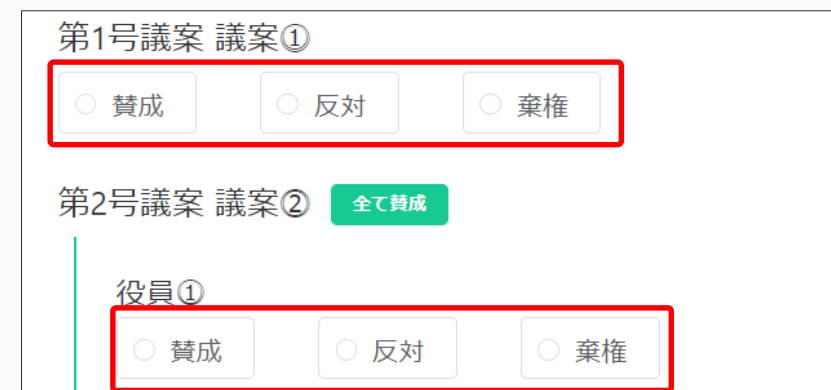 第1号議案 議案①
賛成 反対 棄権
第2号議案 議案② 全て賛成
役員①
賛成 反対 棄権